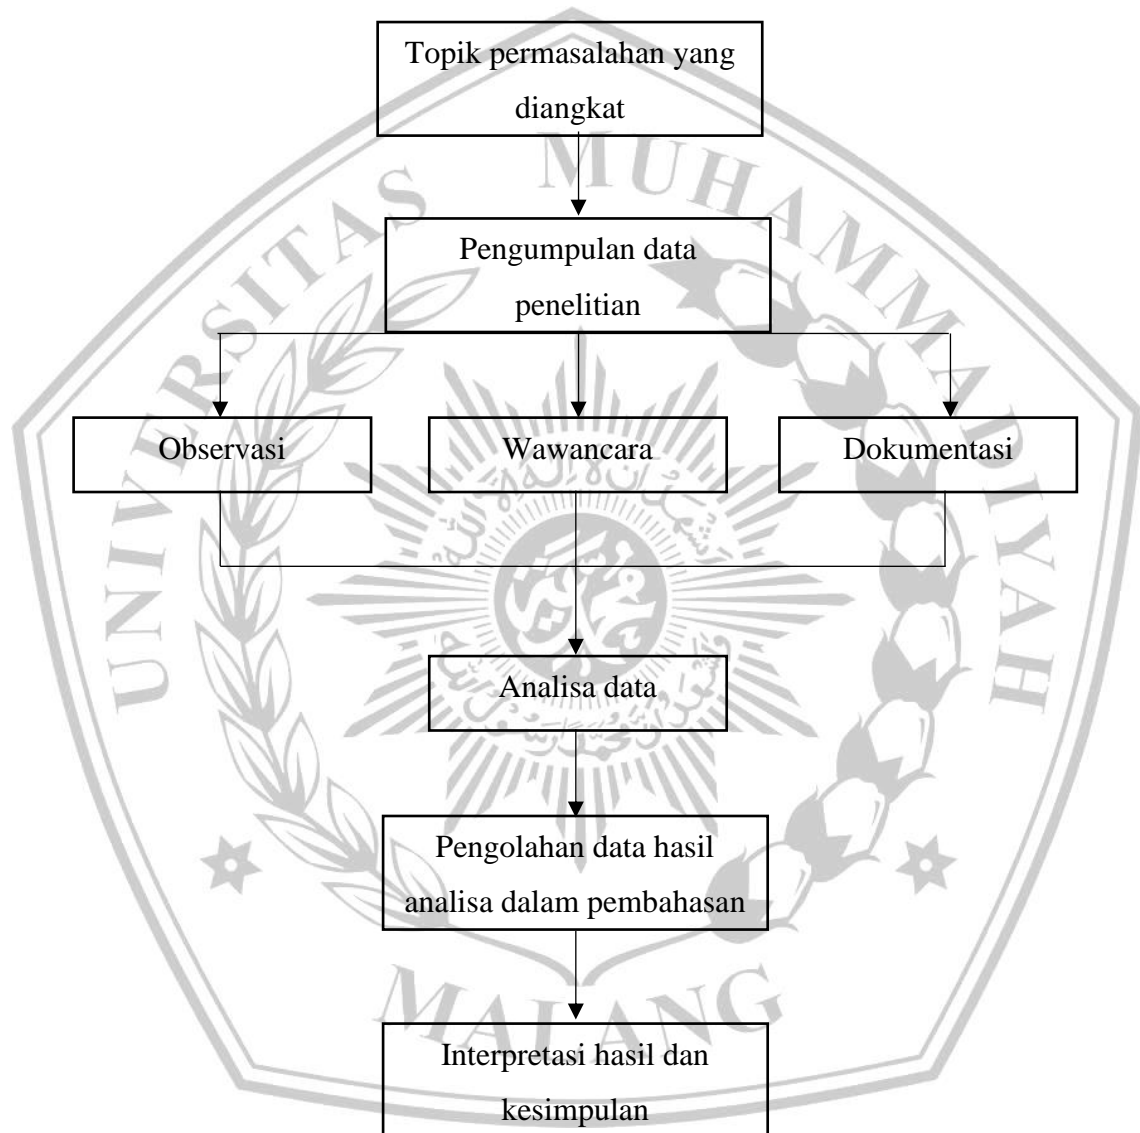 Topik permasalahan yang
diangkat
UNIVERSITAS MUHAMMADIYAH
Pengumpulan data
penelitian
Observasi
Wawancara
Dokumentasi
Analisa data
Pengolahan data hasil
analisa dalam pembahasan
MALANG
Interpretasi hasil dan
kesimpulan